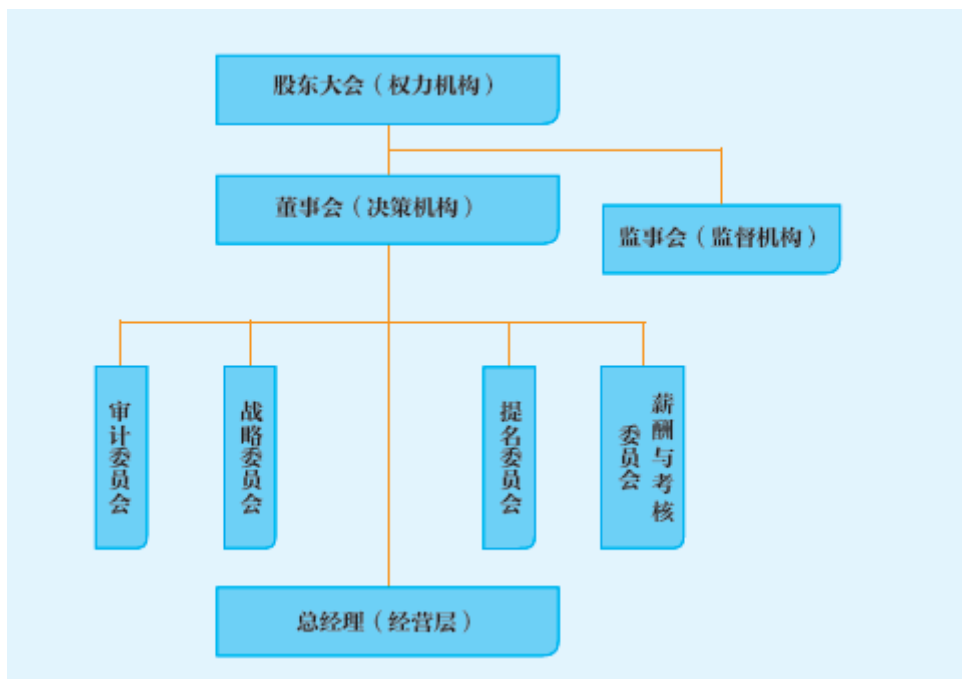 股东大会（权力机构）
董事会（决策机构）
监事会（监督机构）
审计委员会
战略委员会
提名委员会
薪酬与考核
委员会
总经理（经营层）